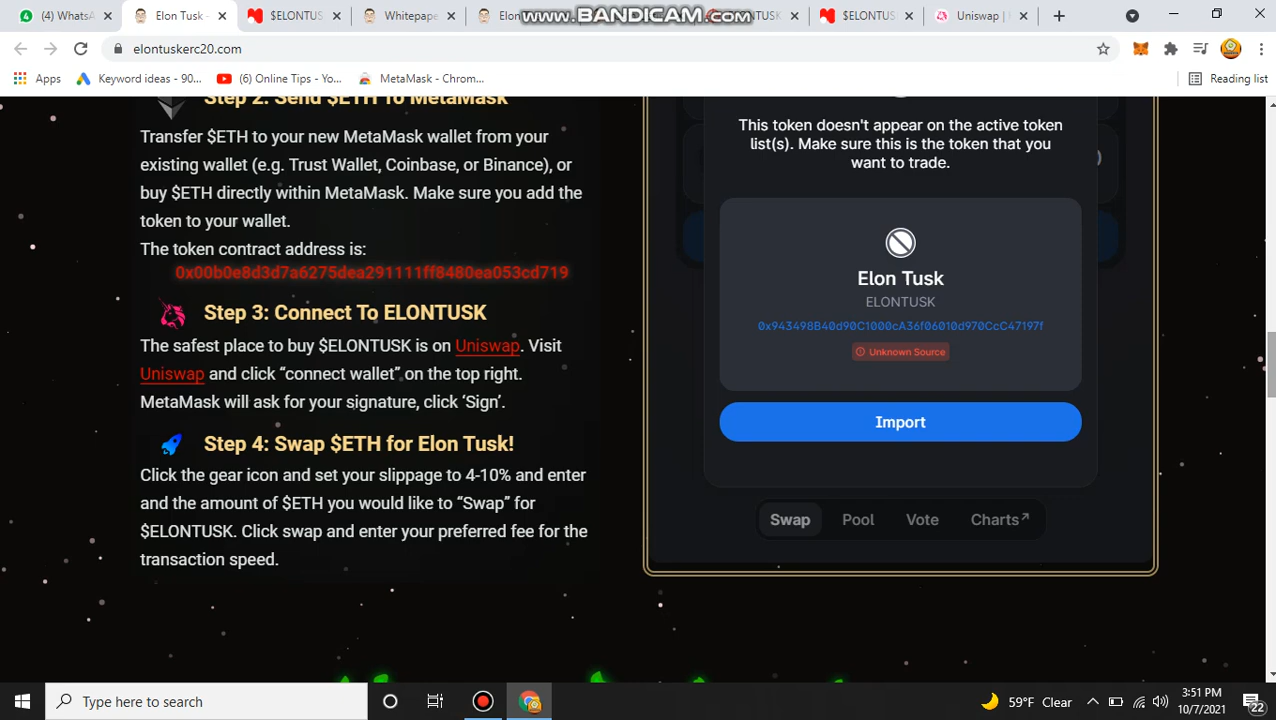 (4) WhatsA
Elon Tusk -
$ELONTUS
Whitepape
Elon
WWW.BANDICAM.COM
USK
$ELONTUS
Uniswap |
elontuskerc20.com
Apps
Keyword ideas - 90...
(6) Online Tips - Yo...
MetaMask - Chrom...
Reading list
Step 2: Send $ETH To MetaMask
Transfer $ETH to your new MetaMask wallet from your
existing wallet (e.g. Trust Wallet, Coinbase, or Binance), or
buy $ETH directly within MetaMask. Make sure you add the
token to your wallet.
The token contract address is:
0x00b0e8d3d7a6275dea291111ff8480ea053cd719
Step 3: Connect To ELONTUSK
The safest place to buy $ELONTUSK is on Uniswap. Visit
Uniswap and click “connect wallet” on the top right.
MetaMask will ask for your signature, click ‘Sign’.
Step 4: Swap $ETH for Elon Tusk!
Click the gear icon and set your slippage to 4-10% and enter
and the amount of $ETH you would like to “Swap” for
$ELONTUSK. Click swap and enter your preferred fee for the
transaction speed.
This token doesn't appear on the active token
list(s). Make sure this is the token that you
want to trade.
Elon Tusk
ELONTUSK
0x943498B40d90C1000cA36f06010d970CcC47197f
Unknown Source
Import
Swap
Pool
Vote
Charts
Type here to search
59°F Clear
3:51 PM
10/7/2021
22